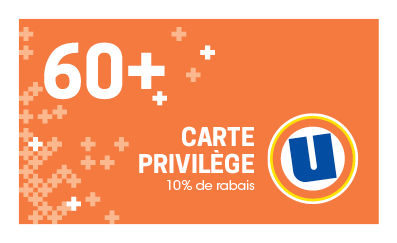 60+
CARTE
PRIVILÈGE
10% de rabais
U